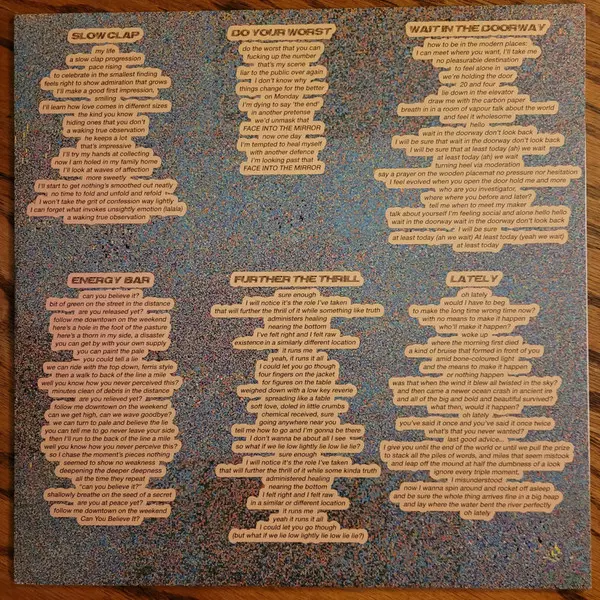 SLOW CLAP
my life
a slow clap progression
pace rising
to celebrate in the smallest finding
feels right to show admiration that grows
I'll make a good first impression,
smiling
I'll learn how love comes in different sizes
the kind you know
hiding ones that you don't
a waking true observation
he keeps a lot
that's impressive
I'll try my hands at collecting
now I am holed in my family home
I'll look at waves of affection
more sweetly
I'll start to get nothing's smoothed out neatly
no time to fold and unfold and refold
I won't take the grit of confession way lightly
I can forget what invokes unsightly emotion (lalala)
a waking true observation
DO YOUR WORST
do the worst that you can
fucking up the number
that's my scene
liar to the public over again
I don't know why
things change for the better
on Monday
I'm dying to say 'the end'
in another pretense
we'd unmask that
FACE INTO THE MIRROR
now one day
I'm tempted to heal myself
with another defence
I'm looking past that
FACE INTO THE MIRROR
WAIT IN THE DOORWAY
how to be in the modern places:
I can meet where you want, I'll take me
no pleasurable destination
to feel alone in
we're holding the door
20 and four
lie down in the elevator
draw me with the carbon paper
breath in in a room of vapour talk about the world
and feel it wholesome
hello
wait in the doorway don't look back
I will be sure that wait in the doorway don't look back
I will be sure that at least today (ah) we wait
at least today (ah) we wait
turning heel via moderation
say a prayer on the wooden placemat no pressure nor hesitation
I feel evolved when you open the door hold me and more
who are you investigator,
where where you before and later?
tell me when to meet my maker
talk about yourself I'm feeling social and alone hello hello
wait in the doorway wait in the doorway don't look back
I will be sure
at least today (ah we wait) At least today (yeah we wait)
at least today
ENERGY BAR
can you believe it?
bit of green on the street in the distance
are you released yet?
follow me downtown on the weekend
here's a hole in the foot of the pasture
here's a thorn in my side, a disaster
you can get by with your own supply
you can paint the pale
you could tell a lie
we can ride with the top down, ferris style
then a walk to back of the line a mile
well you know how you never perceived this?
minutes clean of debris in the distance
are you relieved yet?
follow me downtown on the weekend
can we get high, can we wave goodbye?
we can turn to pale and believe the lie
you can tell me to go never leave your side
then I'll run to the back of the line a mile
well you know how you never perceive this?
so I chase the moment's pieces nothing
seemed to show no weakness
deepening the deeper deepness
all the time they repeat
"can you believe it?"
shallowly breathe on the seed of a secret
are you at peace yet?
follow me downtown on the weekend
Can You Believe It?
FURTHER THE THRILL
sure enough
I will notice it's the role I've taken
that will further the thrill of it while something like truth
administers healing
nearing the bottom
I've felt right and I felt raw
existence in a similarly different location
it runs me
yeah, it runs it all
I could let you go though
four fingers on the jacket
for figures on the table
weighed down with a low key reverie
spreading like a fable
soft love, doled in little crumbs
chemical received, sure
going anywhere near you
tell me how to go and I'm gonna be there
I don't wanna be about all I see
so what if we lie low lightly lie low lie?
sure enough
I will notice it's the role I've taken
that will further the thrill of it while some kinda truth
administered healing
nearing the bottom
I felt right and I felt raw
in a similar or different location
it runs me
yeah it runs it all
I could let you go though
(but what if we lie low lightly low lie lie?)
LATELY
oh lately
would I have to beg
to make the long time wrong time now?
with no means to make it happen
who'll make it happen?
woke up
where the morning first died
a kind of bruise that formed in front of you
amid bone-coloured light
and the means to make it happen
or nothing happen
was that when the wind it blew all twisted in the sky?
and then came a newer ocean crash in ancient ire
and all of the big and bold and beautiful survived?
what then, would it happen?
oh lately
you've said it once and you've said it once twice
what's that you never wanted?
last good advice...
I give you until the end of the world or until we pull the prize
to stack all the piles of words, and miles that seem mistook
and leap off the mound at half the dumbness of a look
ignore every triple moment,
I misunderstood
now I wanna spin around and rocket off asleep
and be sure the whole thing arrives fine in a big heap
and lay where the water bent the river perfectly
oh lately